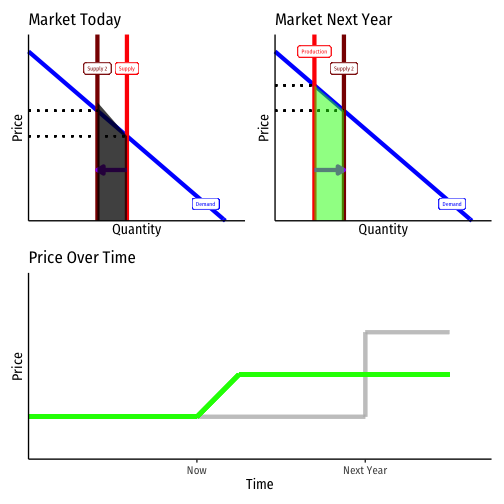 Market Today
Market Next Year
Supply 2
Supply
Production
Supply 2
Price
Price
Demand
Demand
Quantity
Quantity
Price Over Time
Price
Now
Next Year
Time